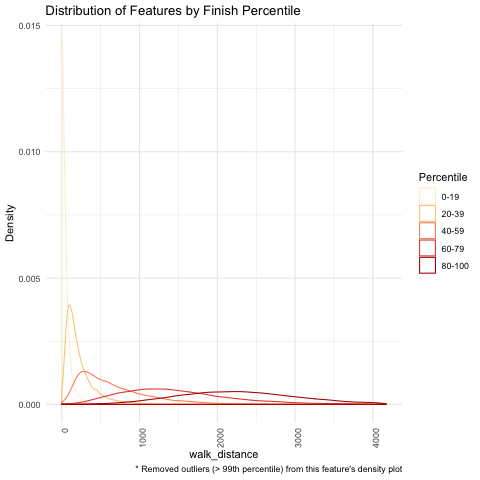 Distribution of Features by Finish Percentile
0.015
0.010
0.005
0.000
Density
0
1000
2000
3000
4000
walk_distance
* Removed outliers (> 99th percentile) from this feature's density plot
Percentile
0-19
20-39
40-59
60-79
80-100